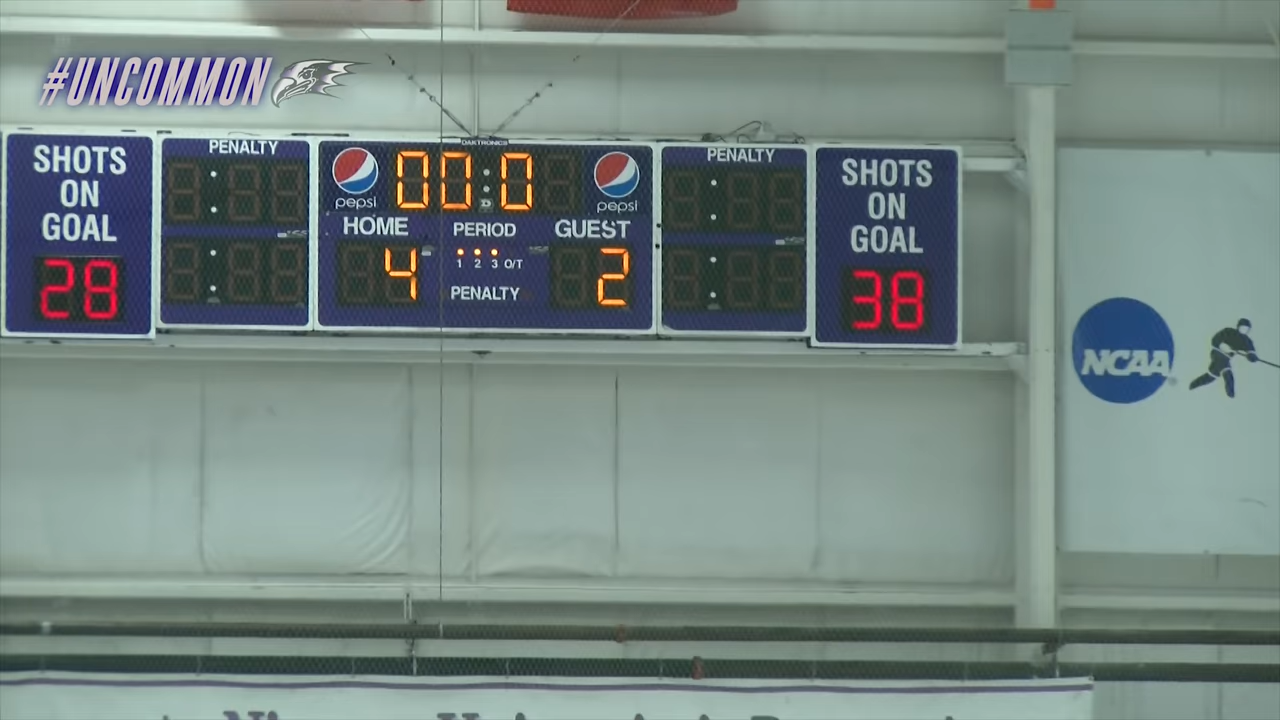 #UNCOMMON
SHOTS
ON
GOAL
28
PENALTY
DAKTRONICS
pepsi
00:0
pepsi
HOME
PERIOD
GUEST
4
1 2 3 O/T
2
PENALTY
PENALTY
SHOTS
ON
GOAL
38
NCAA